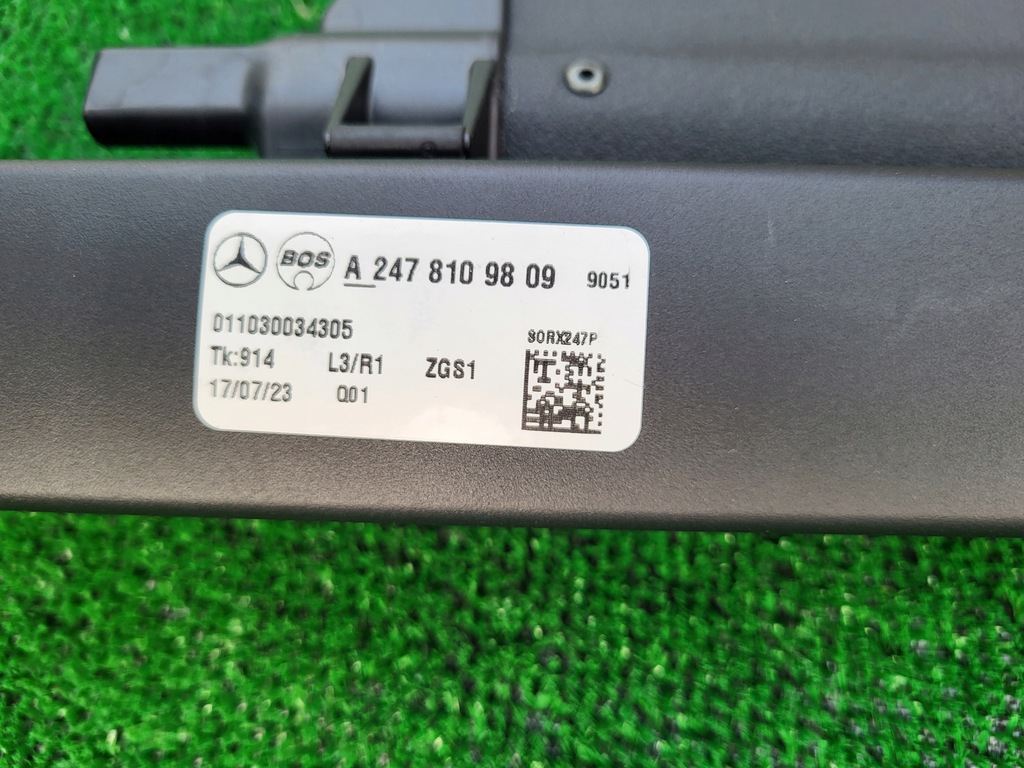 BOS A 247 810 98 09 9051
011030034305
SORX247P
Tk:914 L3/R1 ZGS1
17/07/23 Q01